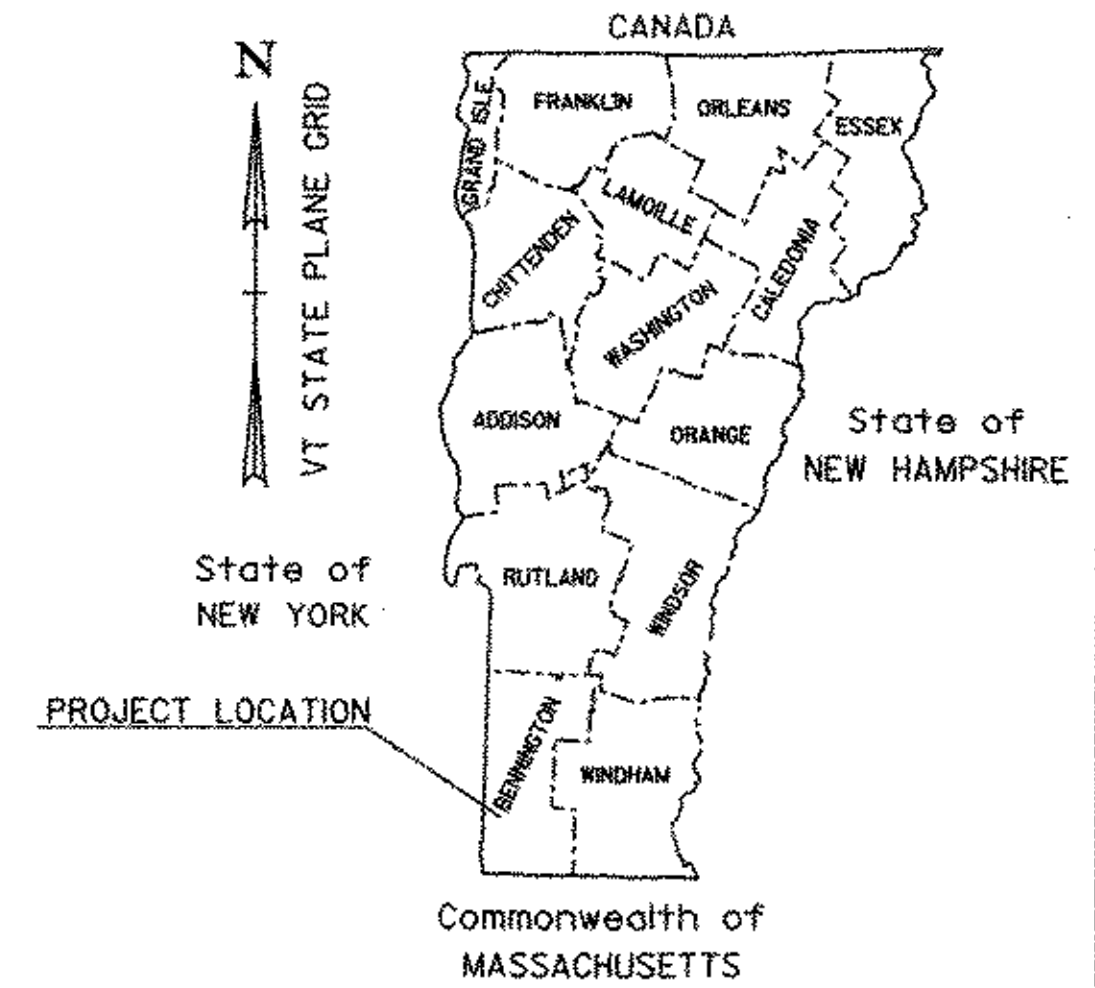 CANADA
N
VT STATE PLANE GRID
GRAND ISLE
FRANKLIN
ORLEANS
ESSEX
LAMOILLE
CHITTENDEN
CALEDONIA
WASHINGTON
ADDISON
ORANGE
State of
NEW HAMPSHIRE
State of
NEW YORK
RUTLAND
WINDSOR
PROJECT LOCATION
BENNINGTON
WINDHAM
Commonwealth of
MASSACHUSETTS